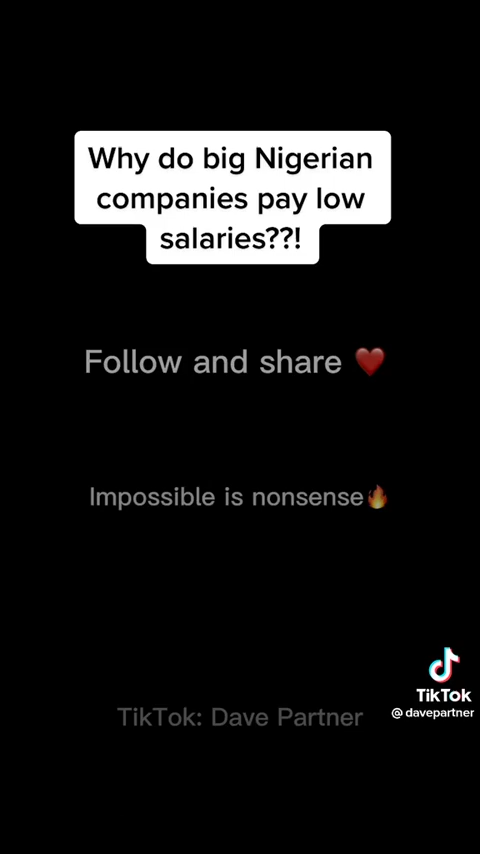 Why do big Nigerian
companies pay low
salaries??!
Follow and share ❤️
Impossible is nonsense🔥
TikTok
@davepartner
TikTok: Dave Partner